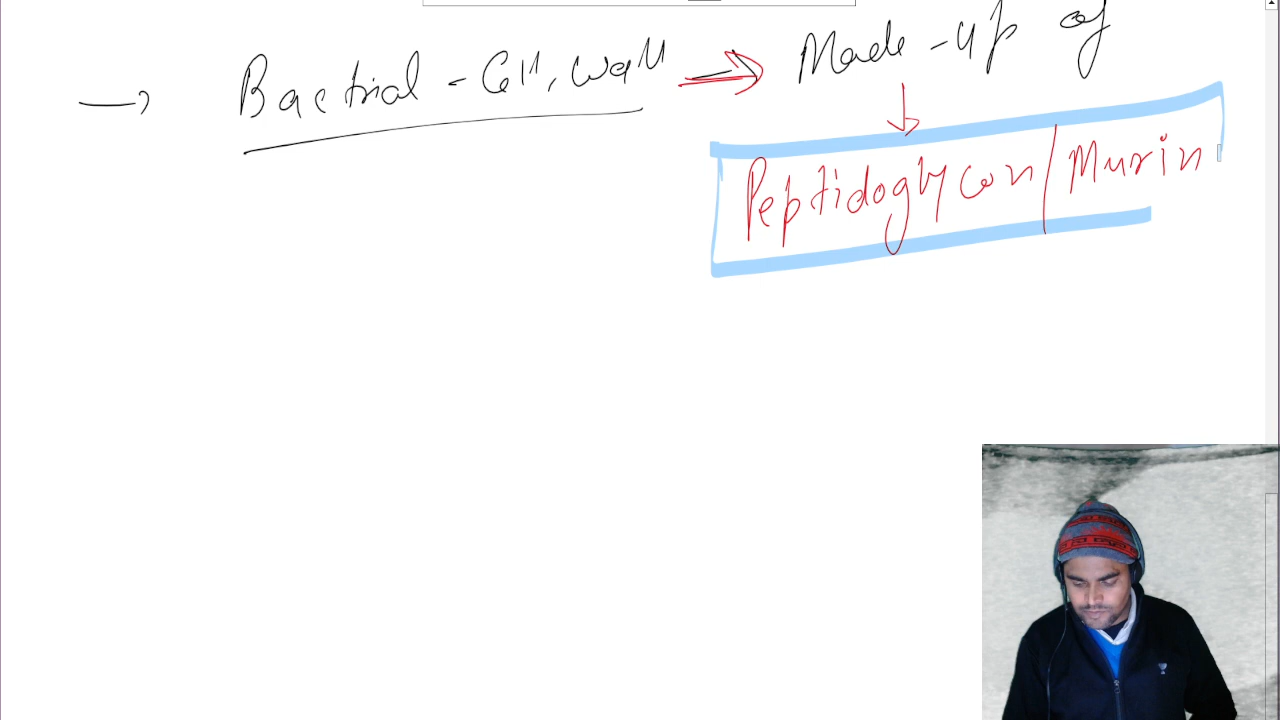 → Bactrial - Cell, wall ⇒ Made - up of
↓
Peptidoglycan/Murin